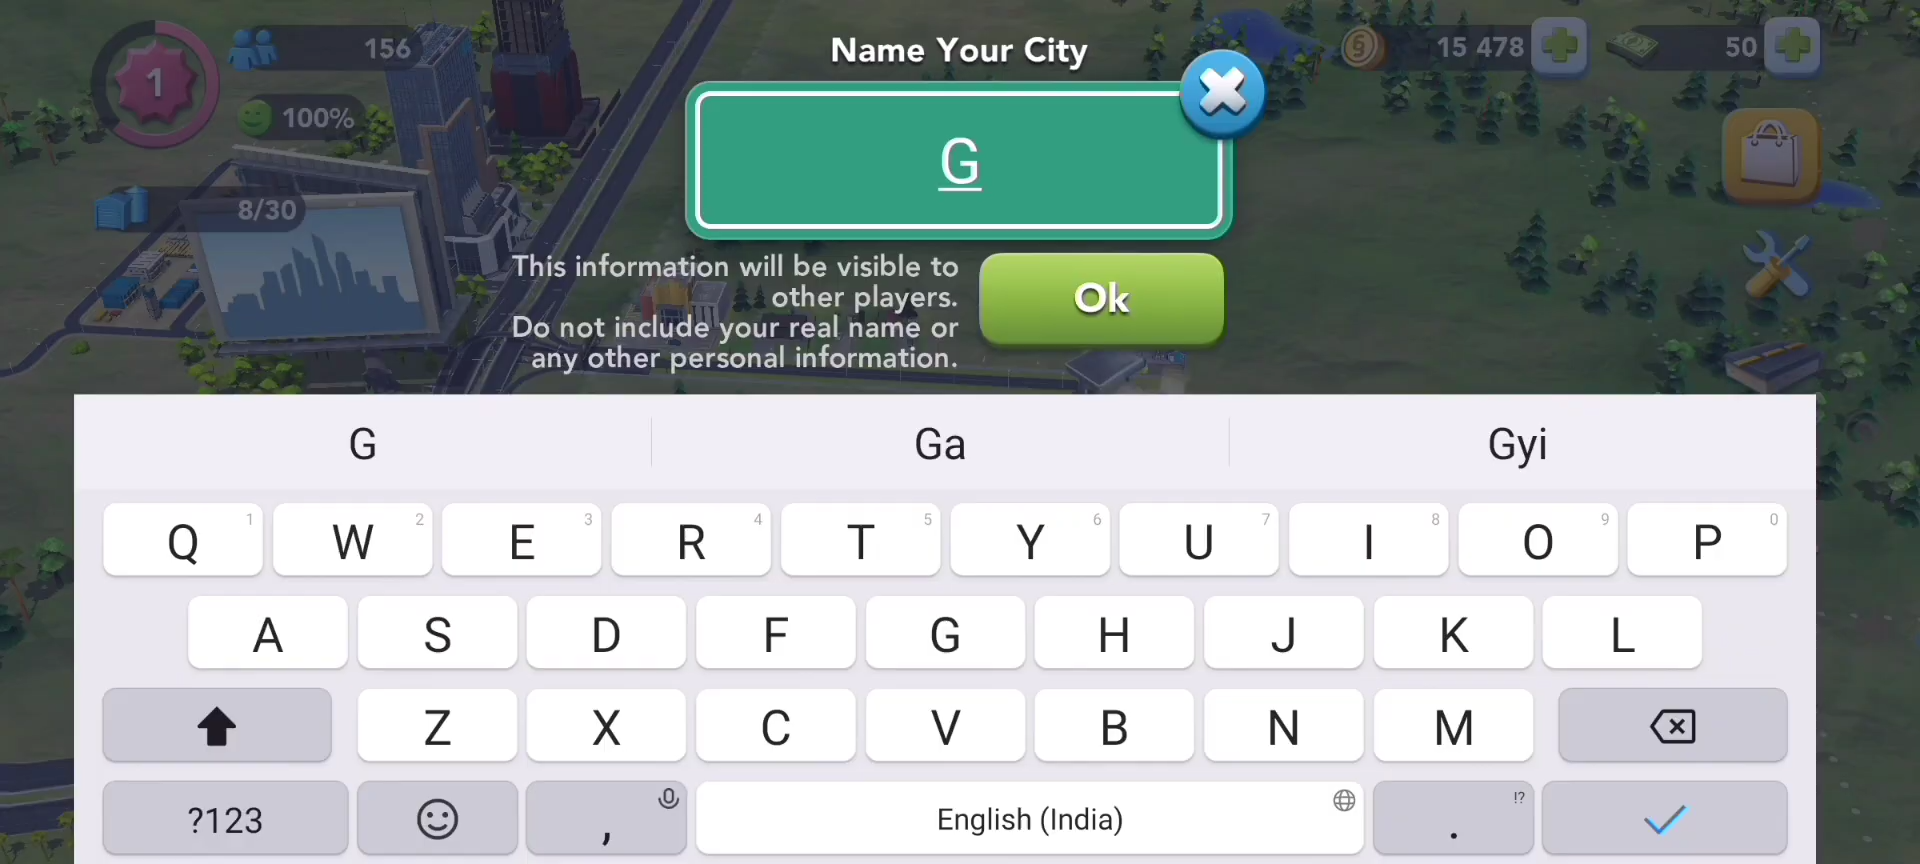 1
156
100%
8/30
15 478
50
Name Your City
G
This information will be visible to
other players.
Do not include your real name or
any other personal information.
Ok
G Ga Gyi
Q 1 W 2 E 3 R 4 T 5 Y 6 U 7 I 8 O 9 P 0
A S D F G H J K L
Z X C V B N M
?123 , English (India) . !?